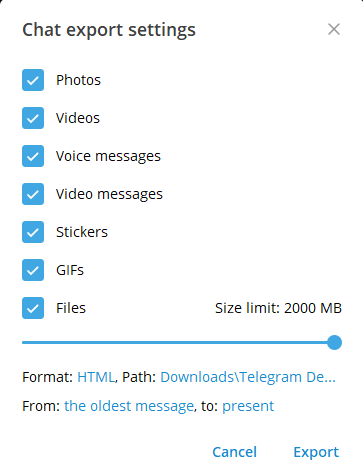 Chat export settings
Photos
Videos
Voice messages
Video messages
Stickers
GIFs
Files Size limit: 2000 MB
Format: HTML, Path: Downloads\Telegram De...
From: the oldest message, to: present
Cancel Export